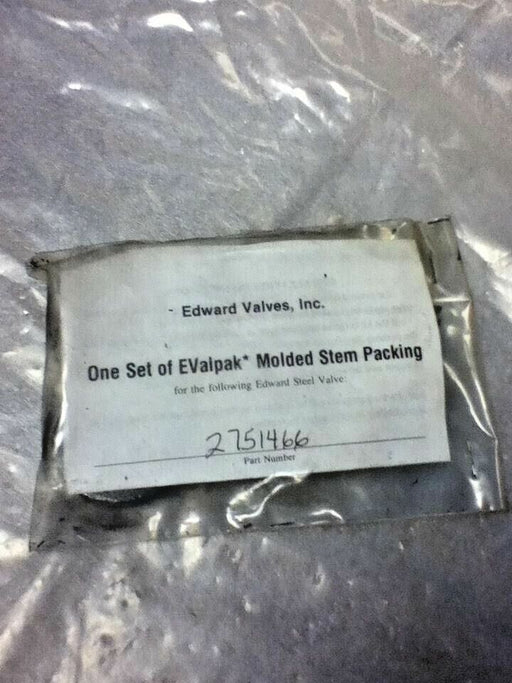 Edward Valves, Inc.
One Set of EValpak* Molded Stem Packing
for the following Edward Steel Valve:
2751466
Part Number